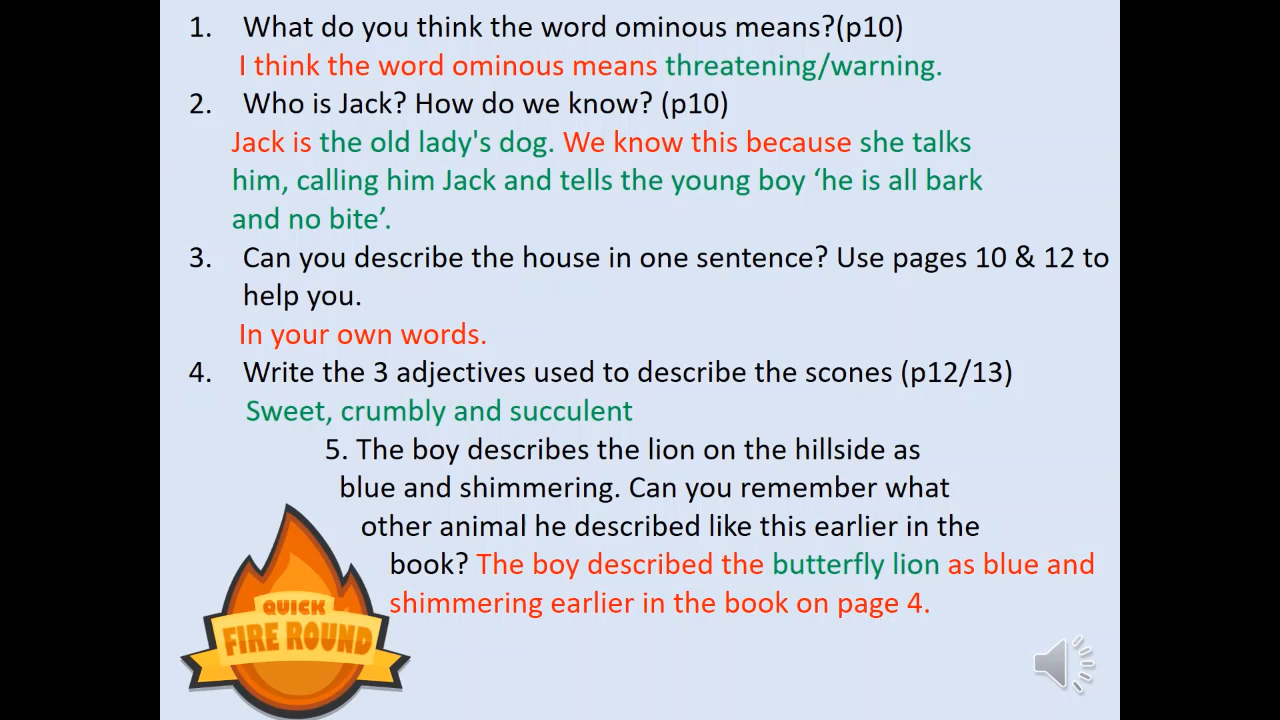 1. What do you think the word ominous means?(p10)
I think the word ominous means threatening/warning.
2. Who is Jack? How do we know? (p10)
Jack is the old lady's dog. We know this because she talks
him, calling him Jack and tells the young boy ‘he is all bark
and no bite’.
3. Can you describe the house in one sentence? Use pages 10 & 12 to
help you.
In your own words.
4. Write the 3 adjectives used to describe the scones (p12/13)
Sweet, crumbly and succulent
5. The boy describes the lion on the hillside as
blue and shimmering. Can you remember what
other animal he described like this earlier in the
book? The boy described the butterfly lion as blue and
shimmering earlier in the book on page 4.
QUICK
FIRE ROUND